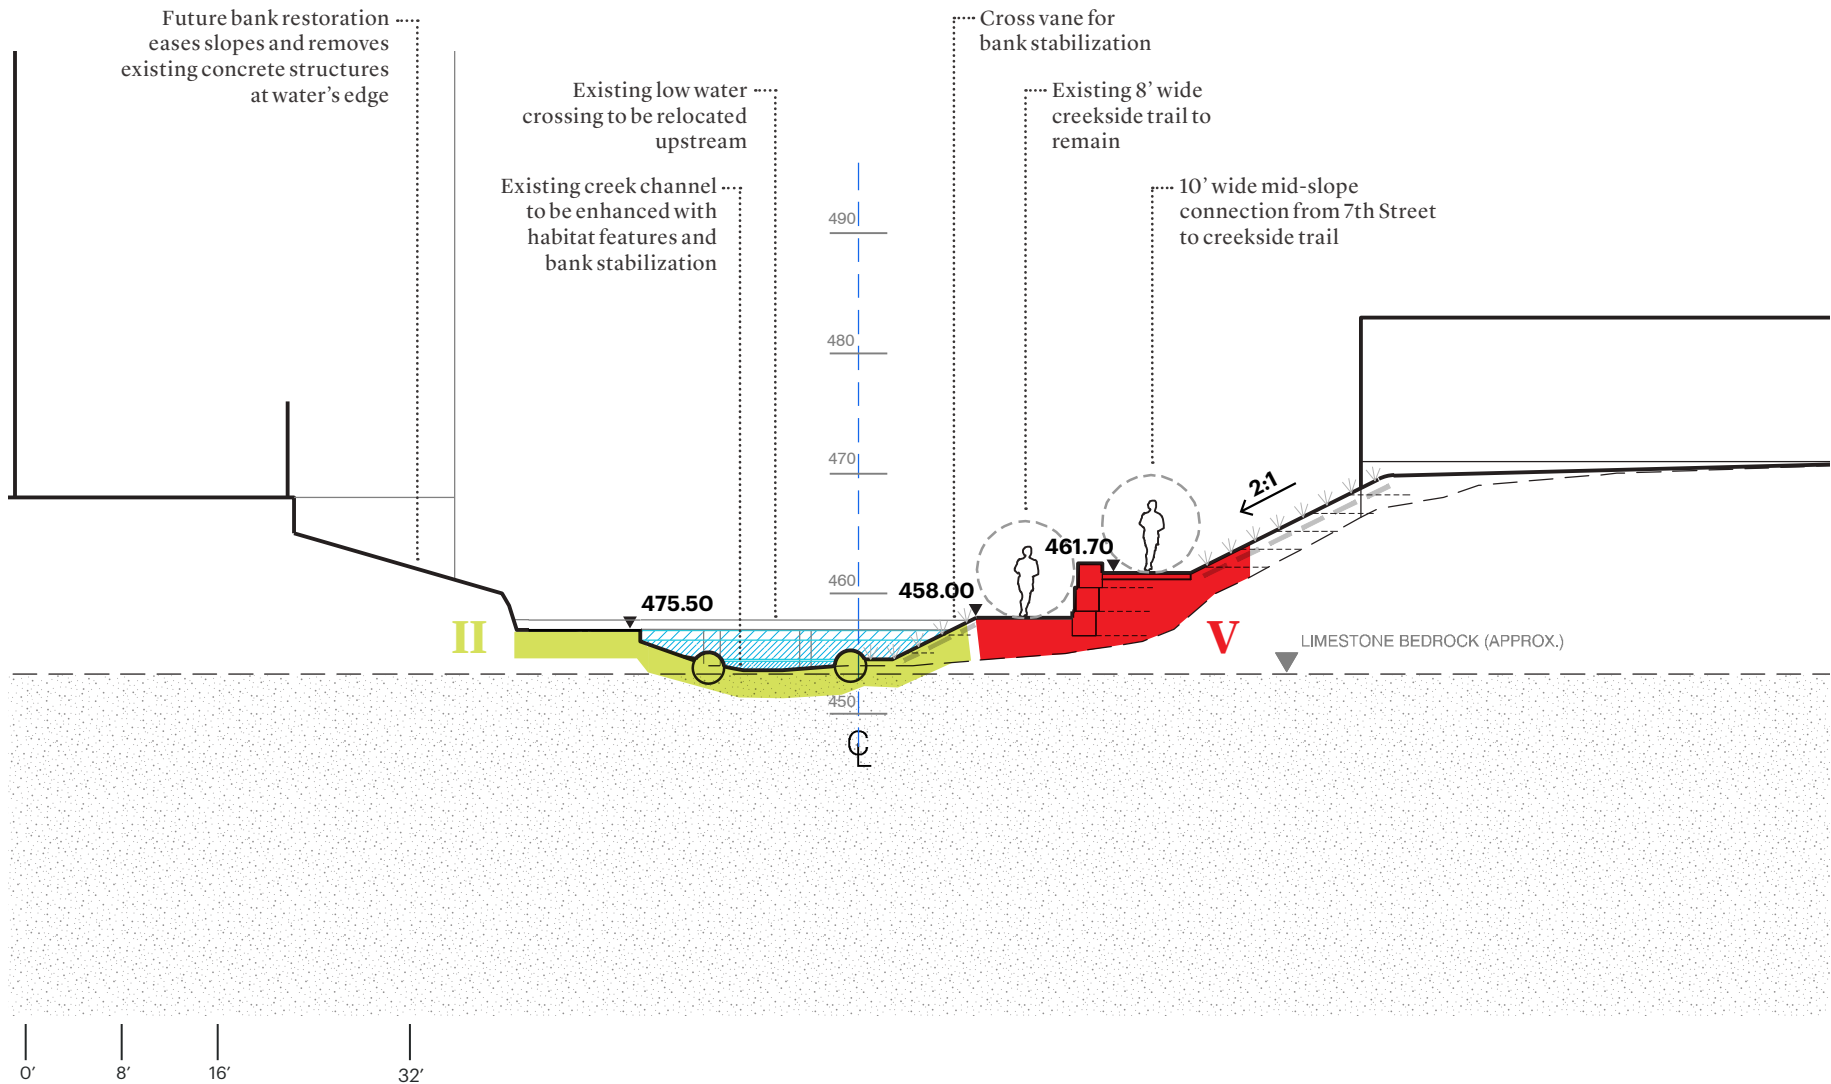 Future bank restoration
eases slopes and removes
existing concrete structures
at water's edge
Existing low water
crossing to be relocated
upstream
Existing creek channel
to be enhanced with
habitat features and
bank stabilization
Cross vane for
bank stabilization
Existing 8' wide
creekside trail to
remain
10' wide mid-slope
connection from 7th Street
to creekside trail
490
480
470
460
450
2:1
461.70
458.00
475.50
II
V
LIMESTONE BEDROCK (APPROX.)
CL
0'
8'
16'
32'